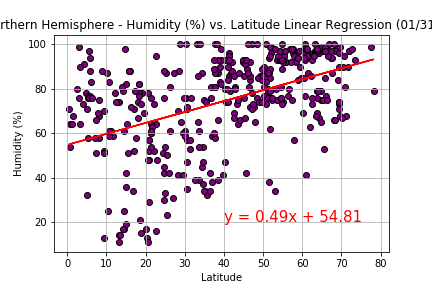 rthern Hemisphere - Humidity (%) vs. Latitude Linear Regression (01/31
100
80
60
40
20
Humidity (%)
y = 0.49x + 54.81
0 10 20 30 40 50 60 70 80
Latitude